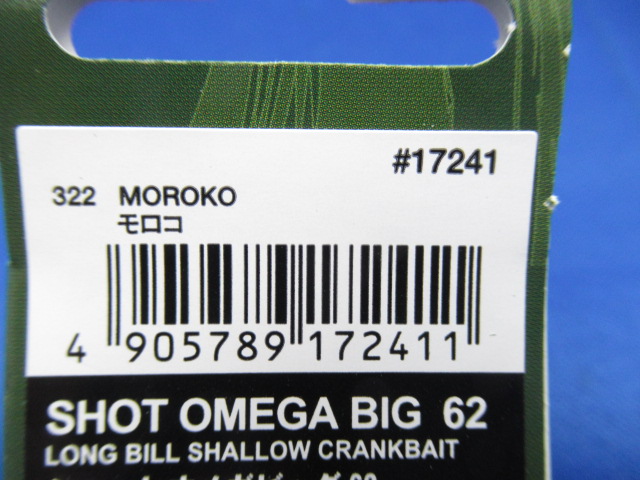 #17241
322 MOROKO
モロコ
4 905789 172411
SHOT OMEGA BIG 62
LONG BILL SHALLOW CRANKBAIT